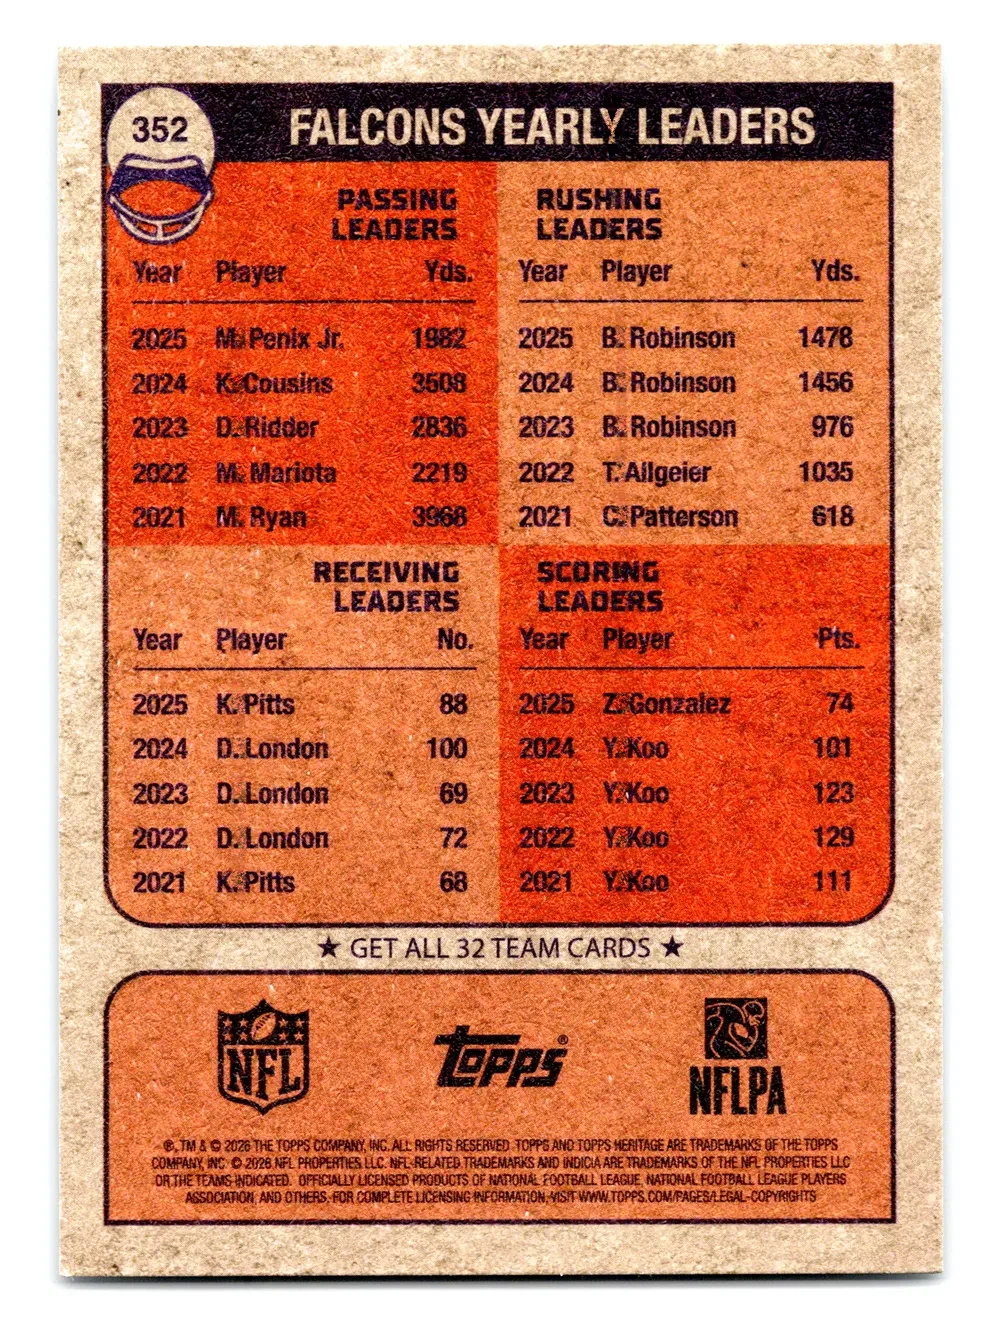 352
FALCONS YEARLY LEADERS
PASSING
LEADERS
Year Player Yds.
2025 M. Penix Jr. 1982
2024 K. Cousins 3508
2023 D. Ridder 2836
2022 M. Mariota 2219
2021 M. Ryan 3968
RUSHING
LEADERS
Year Player Yds.
2025 B. Robinson 1478
2024 B. Robinson 1456
2023 B. Robinson 976
2022 T. Allgeier 1035
2021 C. Patterson 618
RECEIVING
LEADERS
Year Player No.
2025 K. Pitts 88
2024 D. London 100
2023 D. London 69
2022 D. London 72
2021 K. Pitts 68
SCORING
LEADERS
Year Player Pts.
2025 Z. Gonzalez 74
2024 Y. Koo 101
2023 Y. Koo 123
2022 Y. Koo 129
2021 Y. Koo 111
★ GET ALL 32 TEAM CARDS ★
NFL
Topps®
NFLPA
®, TM & © 2026 THE TOPPS COMPANY, INC. ALL RIGHTS RESERVED. TOPPS AND TOPPS HERITAGE ARE TRADEMARKS OF THE TOPPS
COMPANY, INC. © 2026 NFL PROPERTIES LLC. NFL-RELATED TRADEMARKS AND INDICIA ARE TRADEMARKS OF THE NFL PROPERTIES LLC
OR THE TEAMS INDICATED. OFFICIALLY LICENSED PRODUCTS OF NATIONAL FOOTBALL LEAGUE, NATIONAL FOOTBALL LEAGUE PLAYERS
ASSOCIATION, AND OTHERS, FOR COMPLETE LICENSING INFORMATION, VISIT WWW.TOPPS.COM/PAGES/LEGAL-COPYRIGHTS